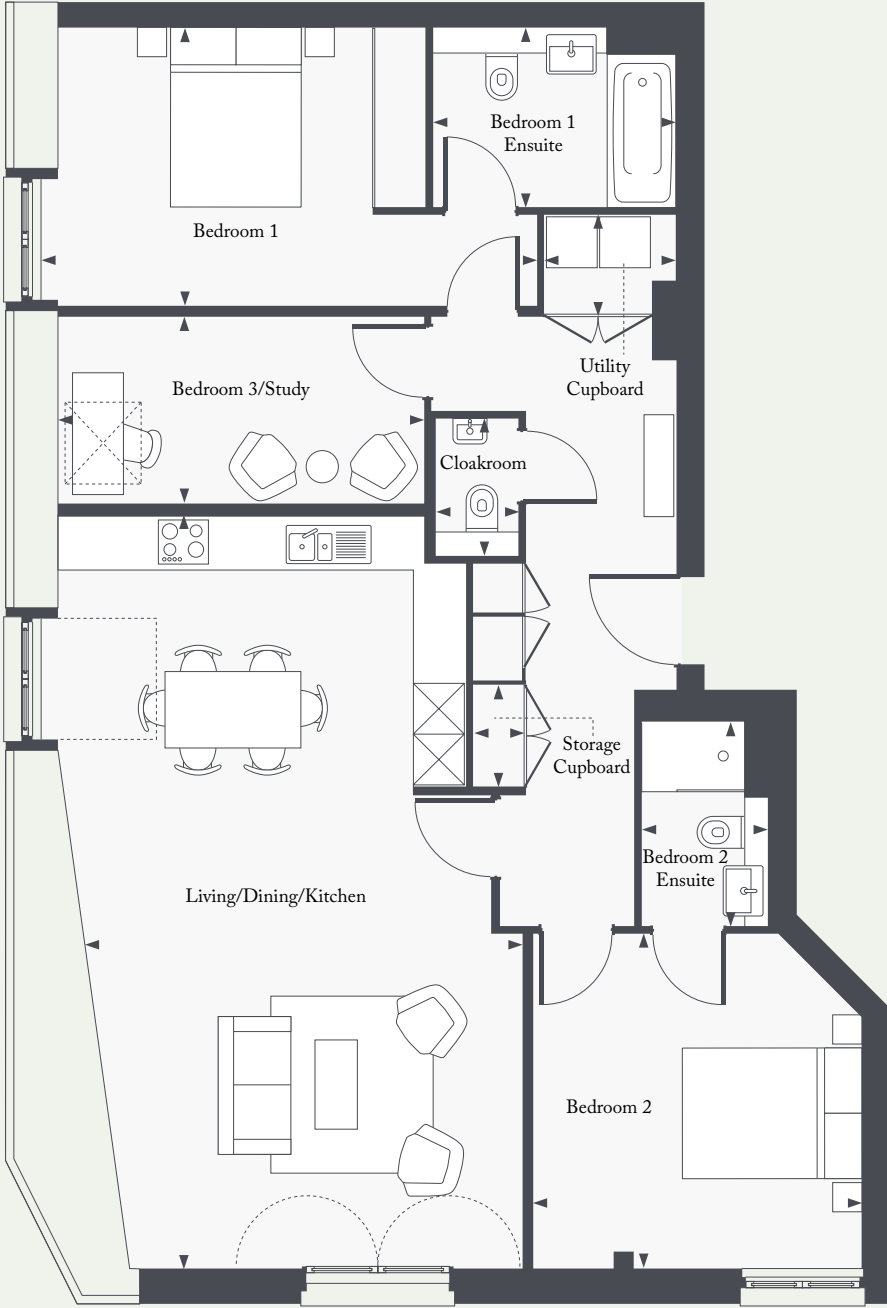 Bedroom 1
Ensuite
Bedroom 1
Utility
Cupboard
Bedroom 3/Study
Cloakroom
Storage
Cupboard
Bedroom 2
Ensuite
Living/Dining/Kitchen
Bedroom 2